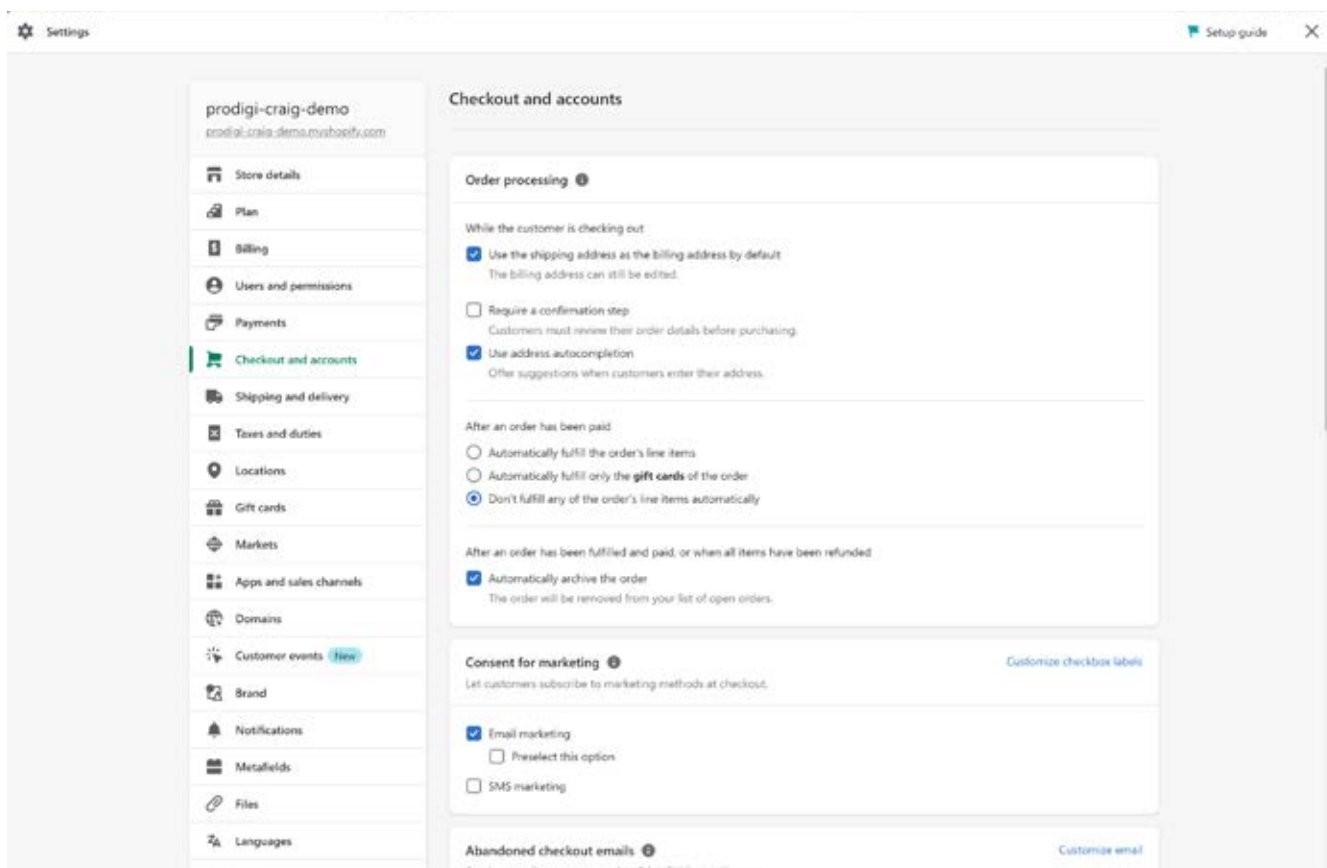 Settings
Setup guide
prodigi-craig-demo
prodigi-craig-demo.myshopify.com
Store details
Plan
Billing
Users and permissions
Payments
Checkout and accounts
Shipping and delivery
Taxes and duties
Locations
Gift cards
Markets
Apps and sales channels
Domains
Customer events New
Brand
Notifications
Metafields
Files
Languages
Checkout and accounts
Order processing
While the customer is checking out
Use the shipping address as the billing address by default
The billing address can still be edited.
Require a confirmation step
Customers must review their order details before purchasing.
Use address autocompletion
Offer suggestions when customers enter their address.
After an order has been paid
Automatically fulfill the order's line items
Automatically fulfill only the gift cards of the order
Don't fulfill any of the order's line items automatically
After an order has been fulfilled and paid, or when all items have been refunded
Automatically archive the order
The order will be removed from your list of open orders.
Consent for marketing
Customize checkbox labels
Let customers subscribe to marketing methods at checkout.
Email marketing
Preselect this option
SMS marketing
Abandoned checkout emails
Customize email